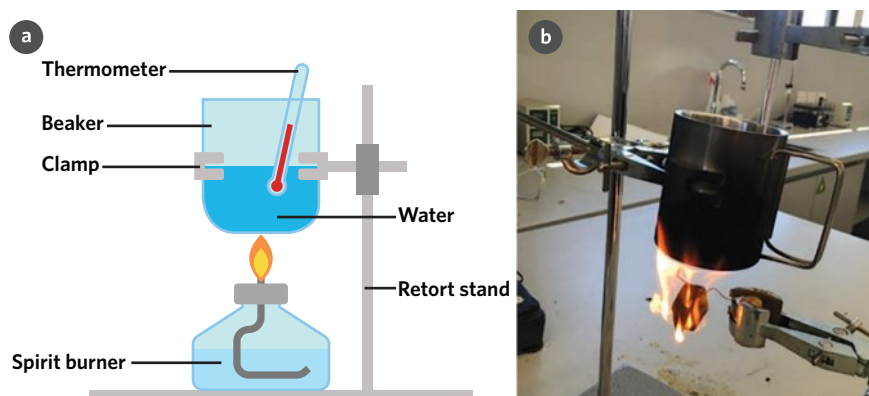 a
Thermometer
Beaker
Clamp
Water
Retort stand
Spirit burner
b